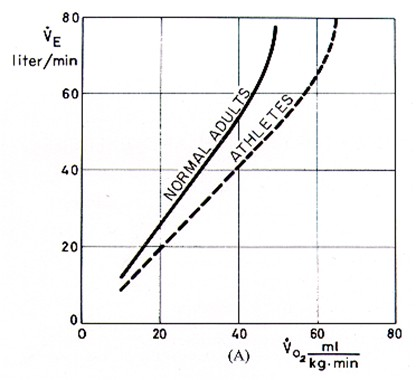 80
V̇E
liter/min
60
40
20
0
NORMAL ADULTS
ATHLETES
0 20 40 60 80
(A) V̇O₂ ml
kg·min